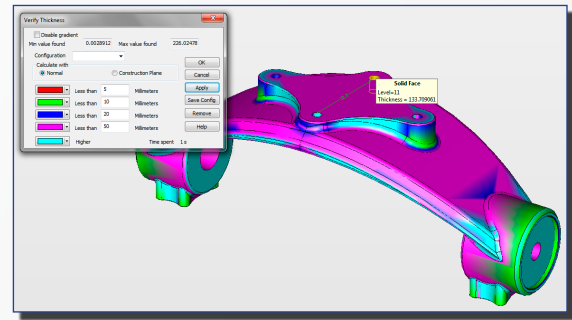 Verify Thickness
Disable gradient
Min value found 0.0028912 Max value found 226.02478
Configuration
Calculate with
Normal Construction Plane
Less than 5 Millimeters
Less than 10 Millimeters
Less than 20 Millimeters
Less than 50 Millimeters
Higher Time spent 1 s
OK
Cancel
Apply
Save Config
Remove
Help
Solid Face
Level=11
Thickness = 133.709061